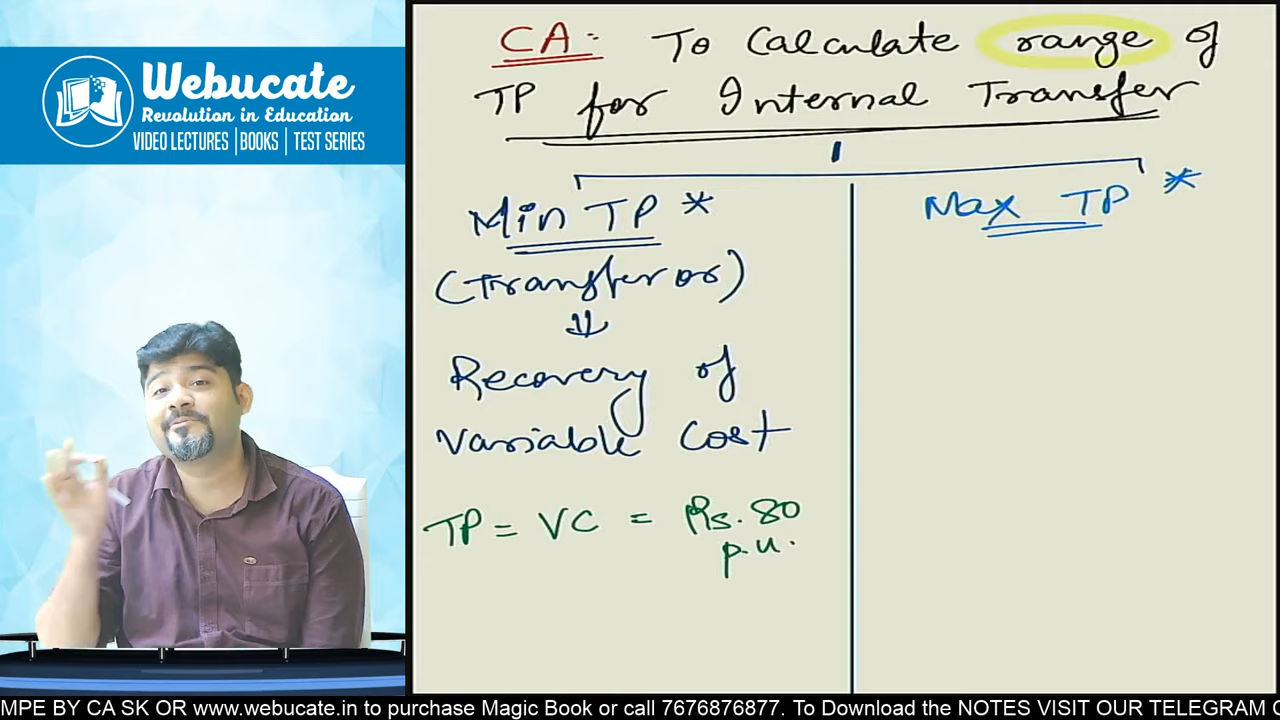 Webucate
Revolution in Education
VIDEO LECTURES | BOOKS | TEST SERIES
CA:- To Calculate range of
TP for Internal Transfer
Min TP *
(Transferor)
Recovery of
Variable Cost
TP = VC = Rs. 80
p.u.
Max TP *
MPE BY CA SK OR www.webucate.in to purchase Magic Book or call 7676876877. To Download the NOTES VISIT OUR TELEGRAM C